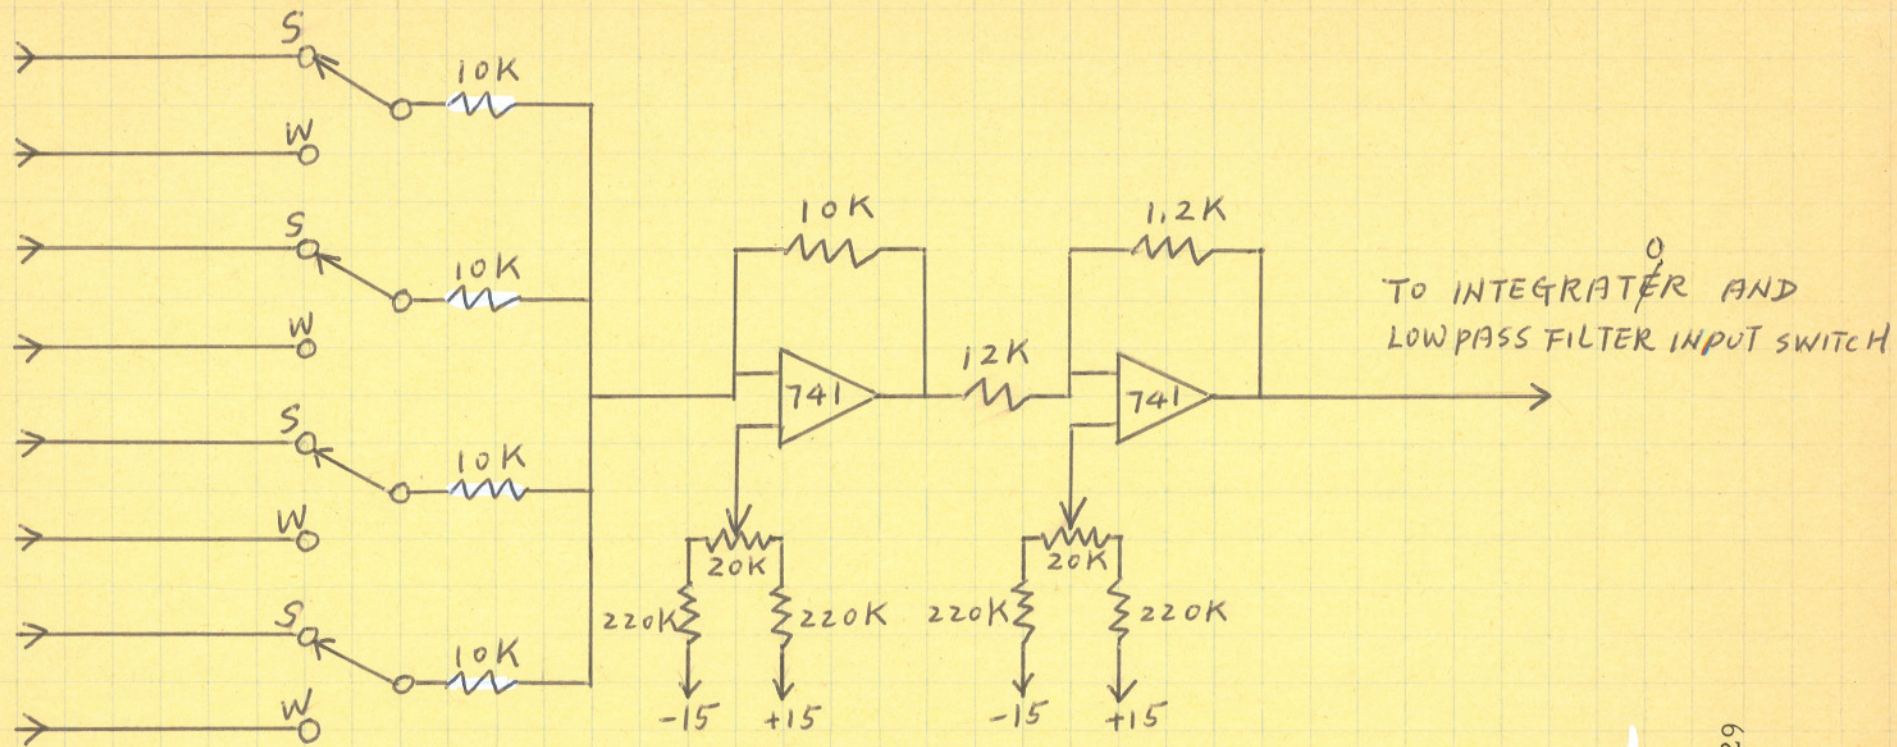 S
10K
W
S
10K
W
S
10K
W
S
10K
W
10K
741
20K
220K
220K
-15
+15
12K
1.2K
741
20K
220K
220K
-15
+15
O
TO INTEGRATER AND
LOWPASS FILTER INPUT SWITCH
29